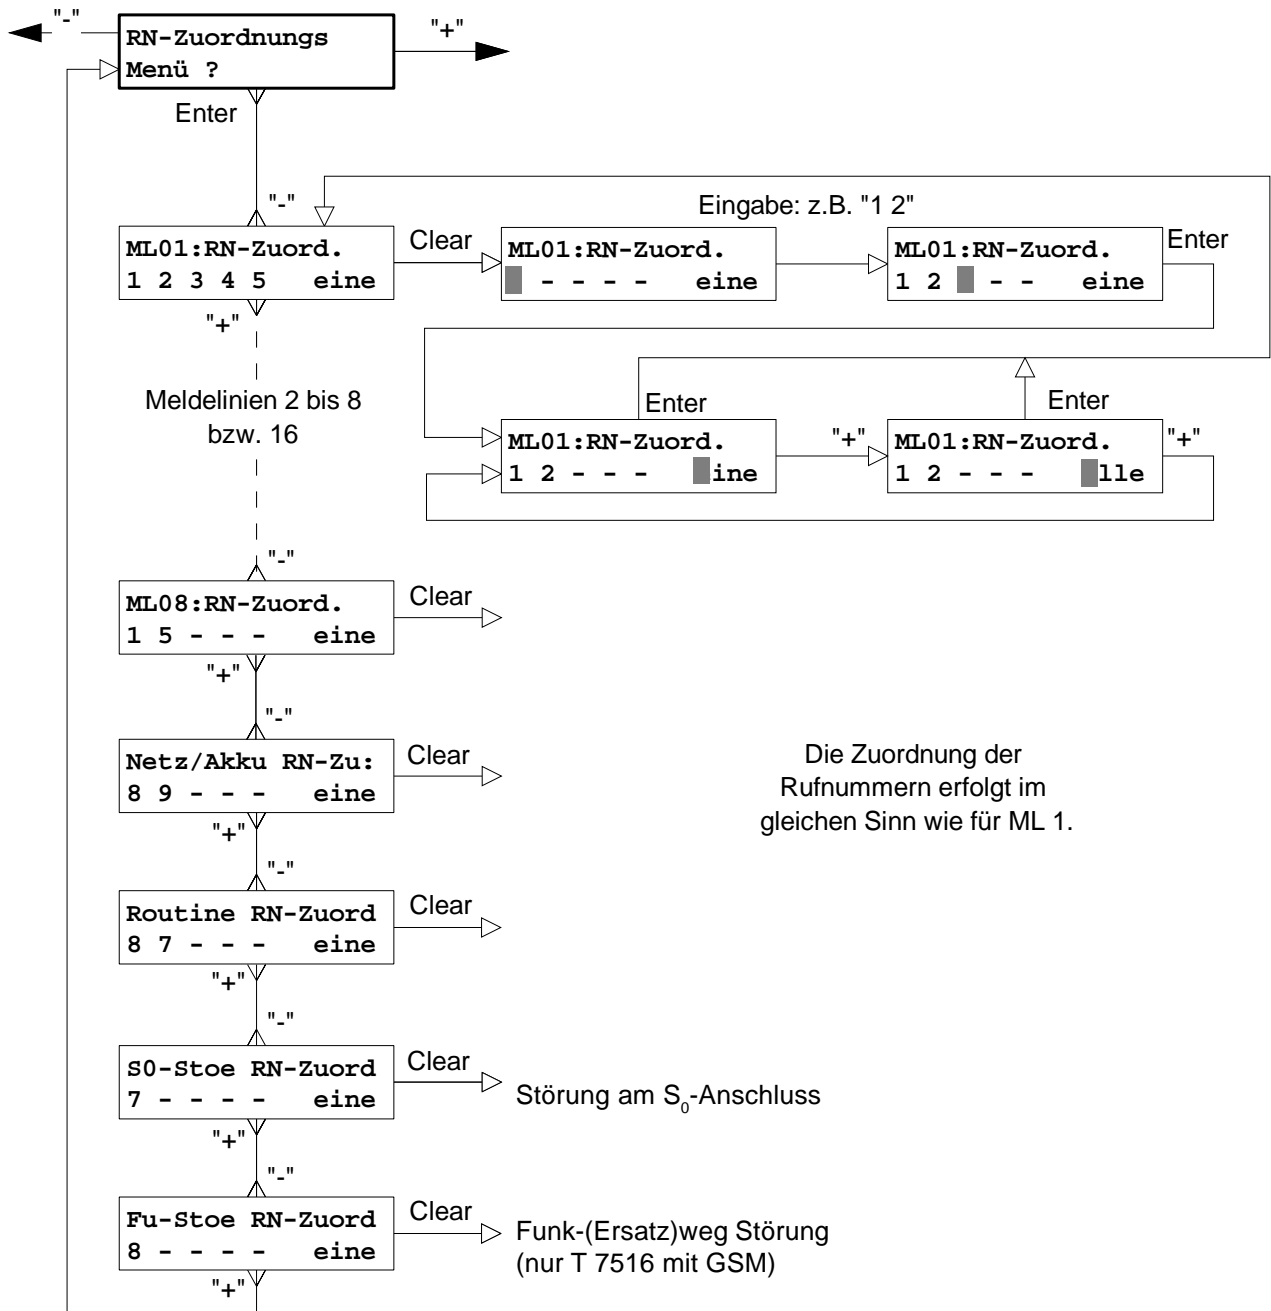 "-"
RN-Zuordnungs
Menü ?
"+"
Enter
"-"
Eingabe: z.B. "1 2"
ML01:RN-Zuord.
1 2 3 4 5 eine
Clear
ML01:RN-Zuord.
- - - - eine
ML01:RN-Zuord.
1 2 - - eine
Enter
"+"
Meldelinien 2 bis 8
bzw. 16
Enter
Enter
ML01:RN-Zuord.
1 2 - - - ine
"+"
ML01:RN-Zuord.
1 2 - - - lle
"+"
"-"
ML08:RN-Zuord.
1 5 - - - eine
Clear
"+"
"-"
Netz/Akku RN-Zu:
8 9 - - - eine
Clear
Die Zuordnung der
Rufnummern erfolgt im
gleichen Sinn wie für ML 1.
"+"
"-"
Routine RN-Zuord
8 7 - - - eine
Clear
"+"
"-"
S0-Stoe RN-Zuord
7 - - - - eine
Clear
Störung am S0-Anschluss
"+"
"-"
Fu-Stoe RN-Zuord
8 - - - - eine
Clear
Funk-(Ersatz)weg Störung
(nur T 7516 mit GSM)
"+"